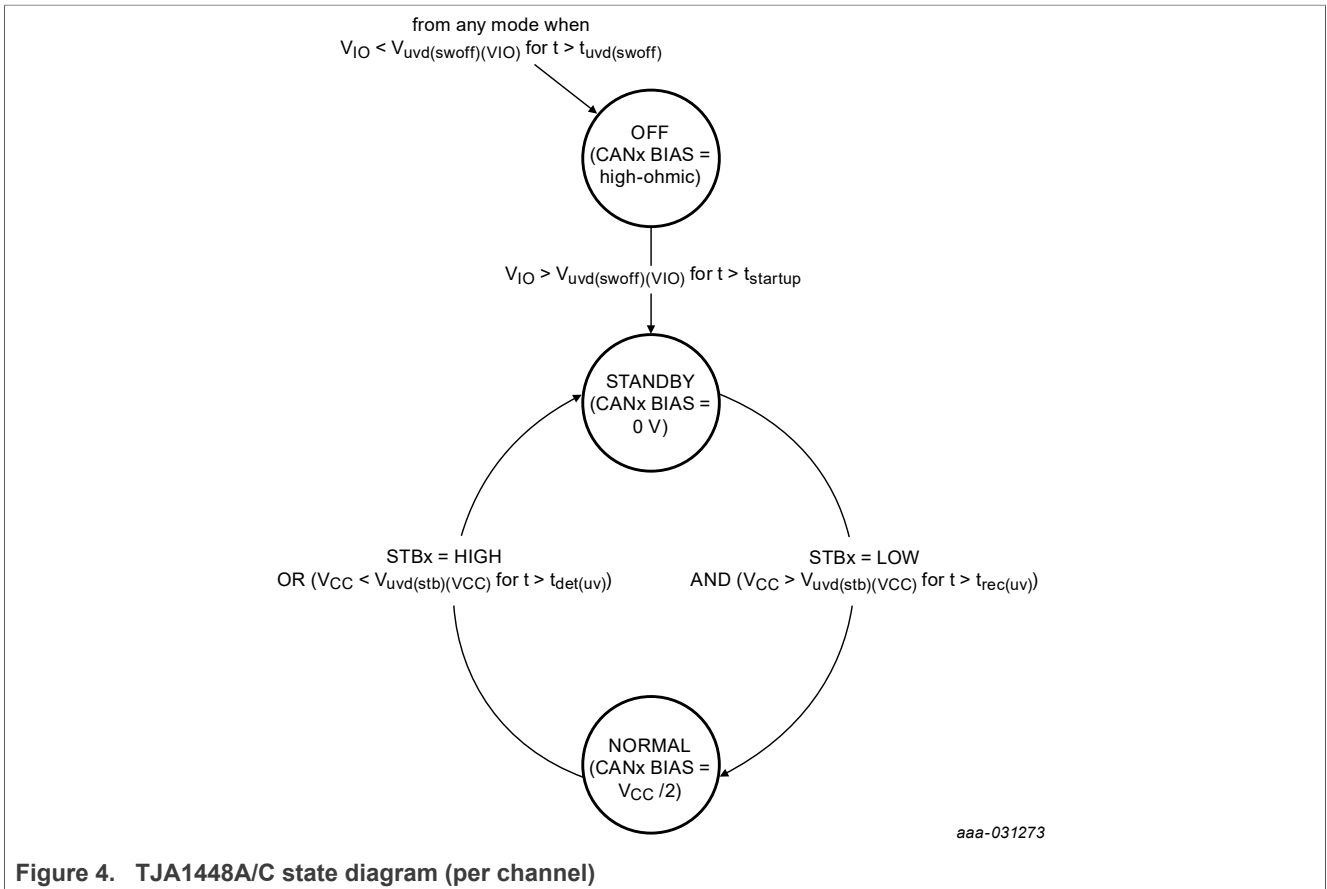 from any mode when
VIO < Vuvd(swoff)(VIO) for t > tuvd(swoff)
OFF
(CANx BIAS =
high-ohmic)
VIO > Vuvd(swoff)(VIO) for t > tstartup
STANDBY
(CANx BIAS =
0 V)
STBx = HIGH
OR (VCC < Vuvd(stb)(VCC) for t > tdet(uv))
STBx = LOW
AND (VCC > Vuvd(stb)(VCC) for t > trec(uv))
NORMAL
(CANx BIAS =
VCC /2)
aaa-031273
Figure 4. TJA1448A/C state diagram (per channel)